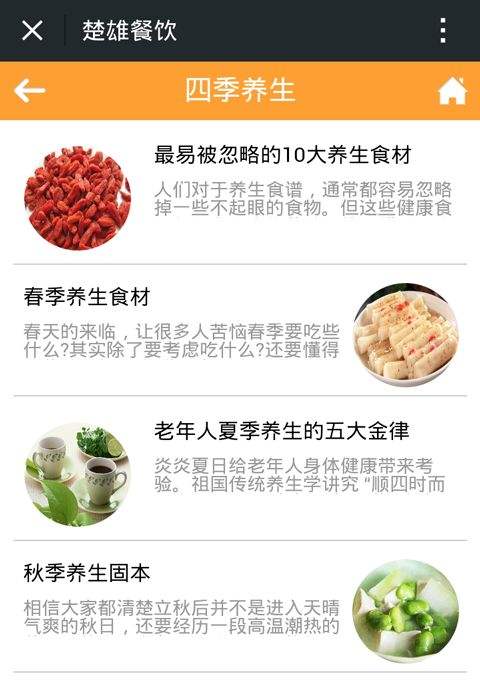 楚雄餐饮
四季养生
最易被忽略的10大养生食材
人们对于养生食谱，通常都容易忽略
掉一些不起眼的食物。但这些健康食
春季养生食材
春天的来临，让很多人苦恼春季要吃些
什么?其实除了要考虑吃什么?还要懂得
老年人夏季养生的五大金律
炎炎夏日给老年人身体健康带来考
验。祖国传统养生学讲究 “顺四时而
秋季养生固本
相信大家都清楚立秋后并不是进入天晴
气爽的秋日，还要经历一段高温潮热的